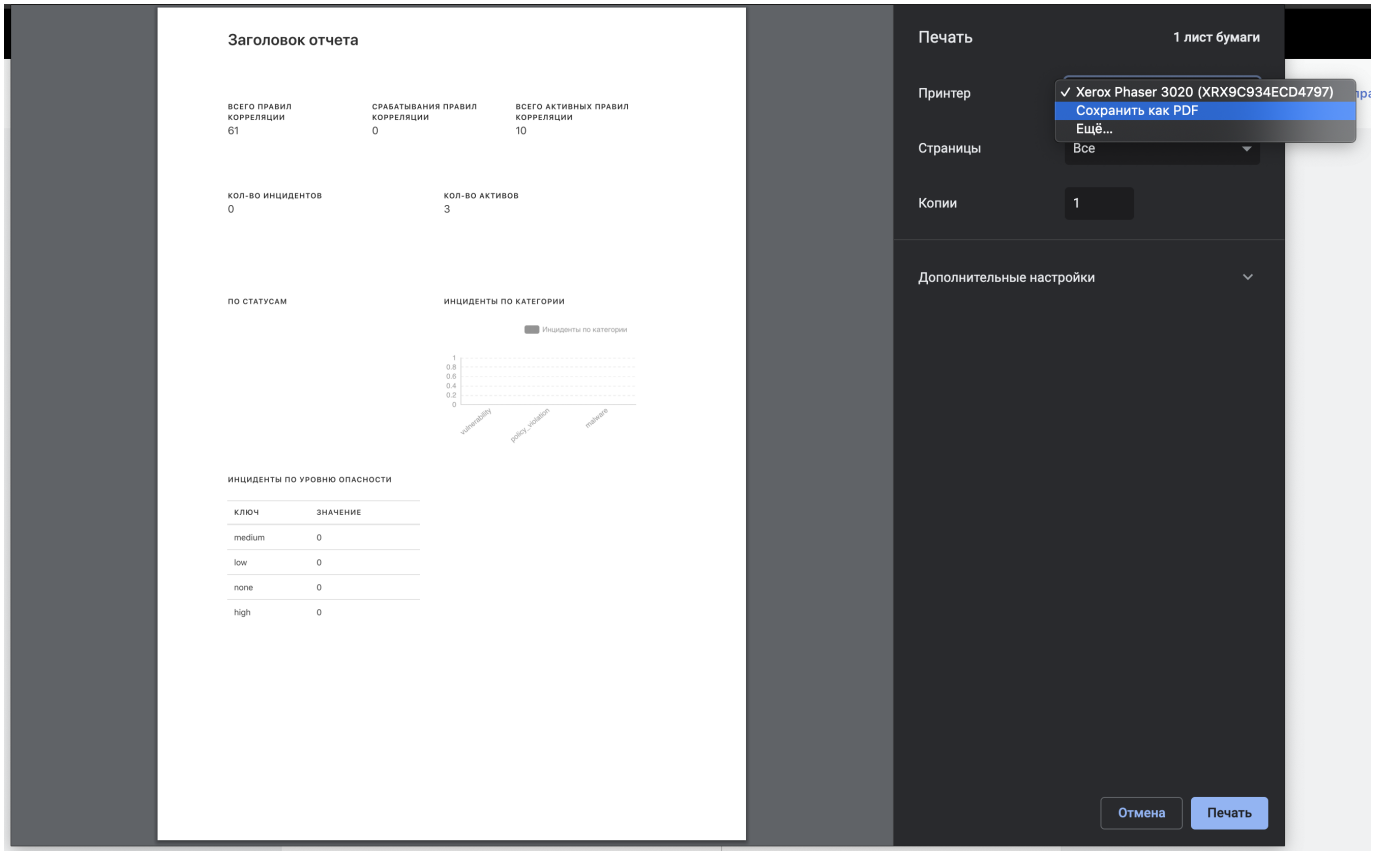 Заголовок отчета
ВСЕГО ПРАВИЛ КОРРЕЛЯЦИИ
61
СРАБАТЫВАНИЯ ПРАВИЛ КОРРЕЛЯЦИИ
0
ВСЕГО АКТИВНЫХ ПРАВИЛ КОРРЕЛЯЦИИ
10
КОЛ-ВО ИНЦИДЕНТОВ
0
КОЛ-ВО АКТИВОВ
3
ПО СТАТУСАМ
ИНЦИДЕНТЫ ПО КАТЕГОРИИ
Инциденты по категории
1
0.8
0.6
0.4
0.2
0
vulnerability
policy_violation
malware
ИНЦИДЕНТЫ ПО УРОВНЮ ОПАСНОСТИ
КЛЮЧ ЗНАЧЕНИЕ
medium 0
low 0
none 0
high 0
Печать 1 лист бумаги
Принтер
✓ Xerox Phaser 3020 (XRX9C934ECD4797)
Сохранить как PDF
Ещё...
Страницы Все
Копии 1
Дополнительные настройки
Отмена Печать